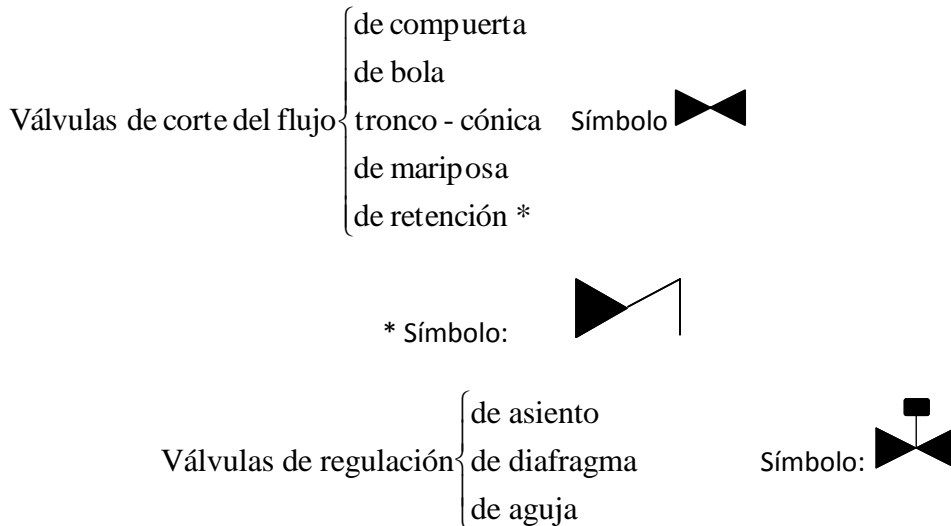 de compuerta
de bola
Válvulas de corte del flujo tronco - cónica Símbolo
de mariposa
de retención *
* Símbolo:
de asiento
Válvulas de regulación de diafragma Símbolo:
de aguja